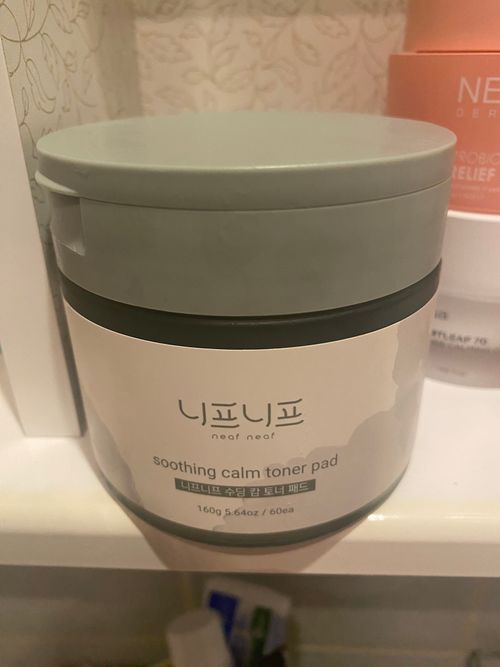 니프니프
neaf neaf
soothing calm toner pad
니프니프 수딩 캄 토너 패드
160g 5.64oz / 60ea
NE
DER
PROBIO
RELIEF